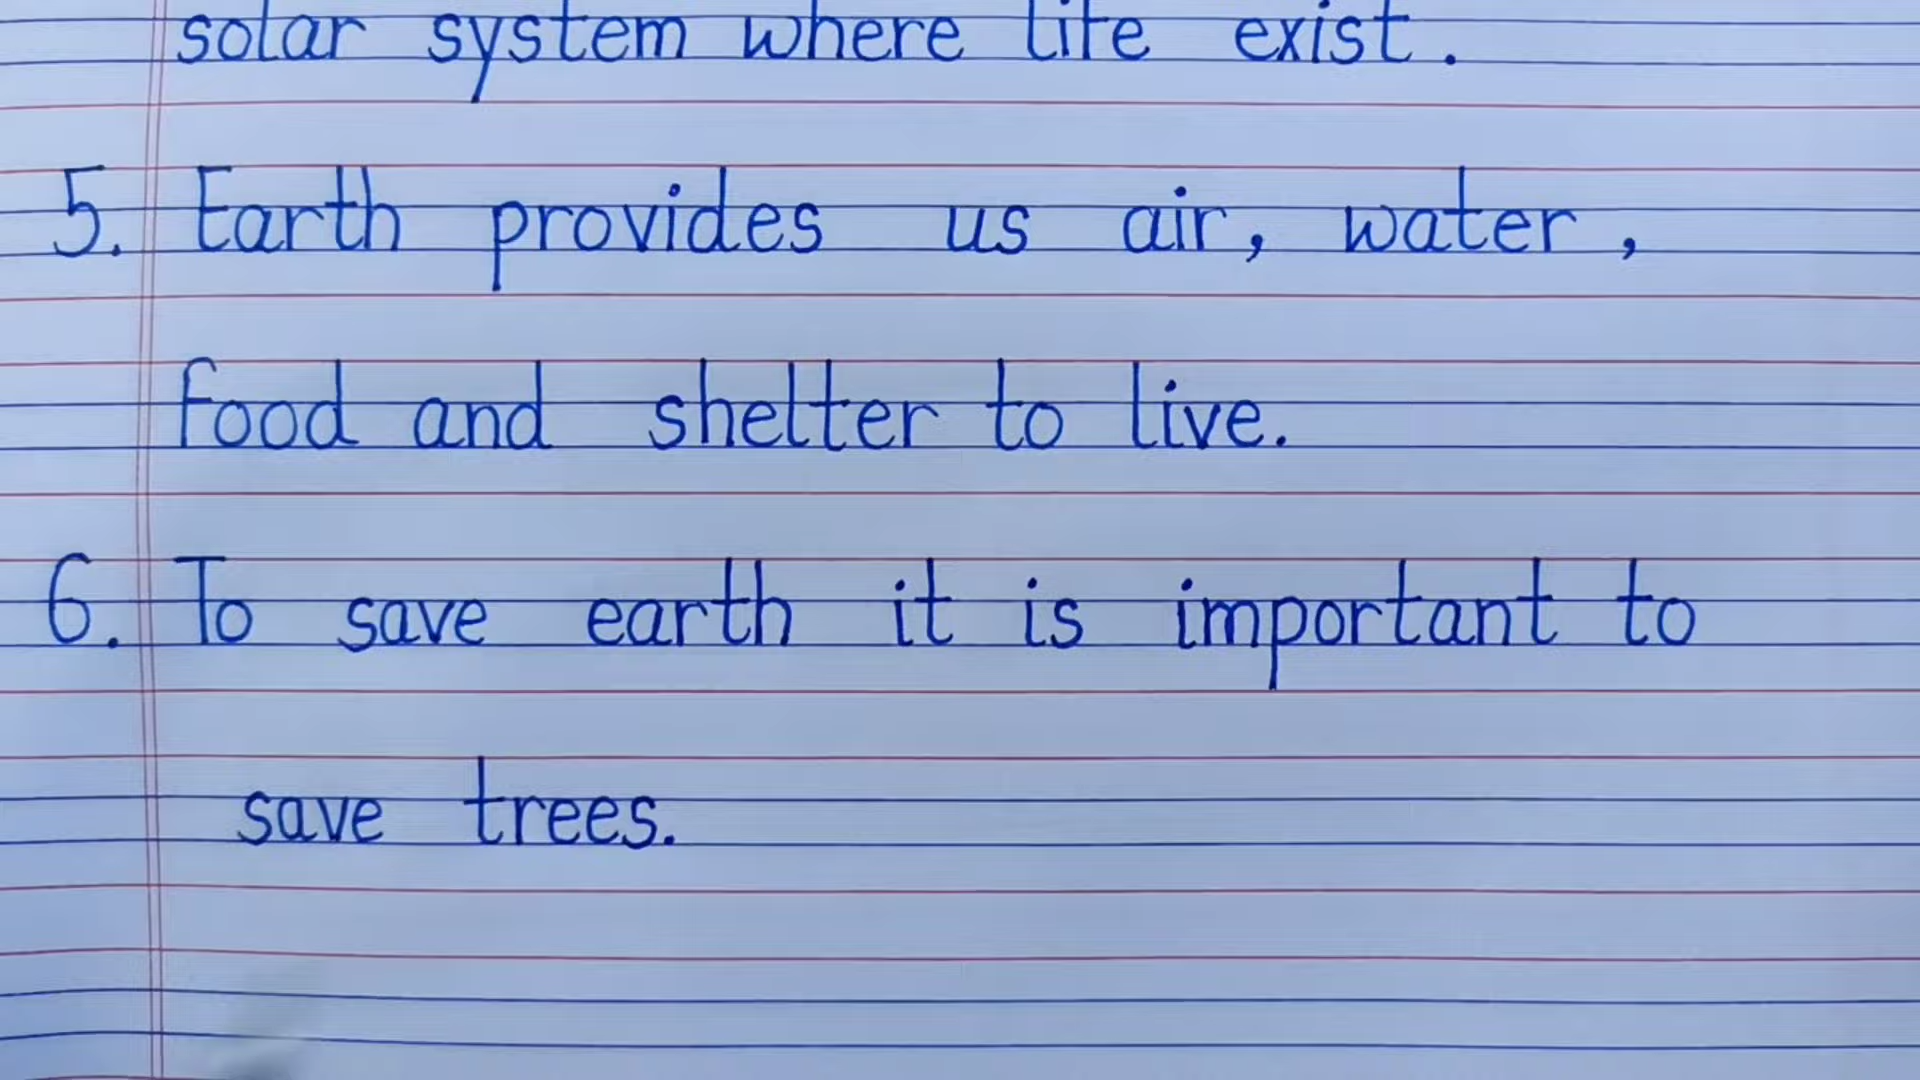 solar system where life exist.
5. Earth provides us air, water,
food and shelter to live.
6. To save earth it is important to
save trees.